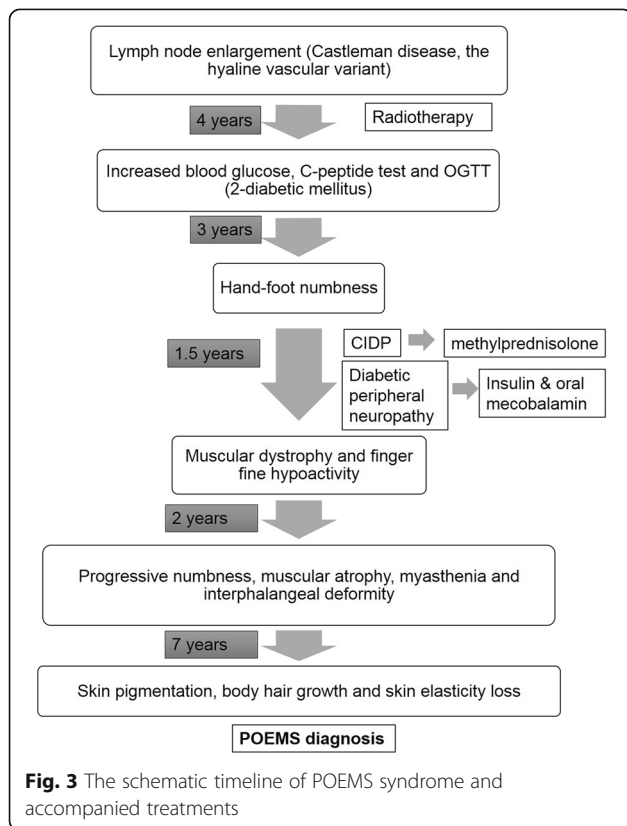 Lymph node enlargement (Castleman disease, the
hyaline vascular variant)
4 years
Radiotherapy
Increased blood glucose, C-peptide test and OGTT
(2-diabetic mellitus)
3 years
Hand-foot numbness
1.5 years
CIDP
methylprednisolone
Diabetic
peripheral
neuropathy
Insulin & oral
mecobalamin
Muscular dystrophy and finger
fine hypoactivity
2 years
Progressive numbness, muscular atrophy, myasthenia and
interphalangeal deformity
7 years
Skin pigmentation, body hair growth and skin elasticity loss
POEMS diagnosis
Fig. 3 The schematic timeline of POEMS syndrome and
accompanied treatments